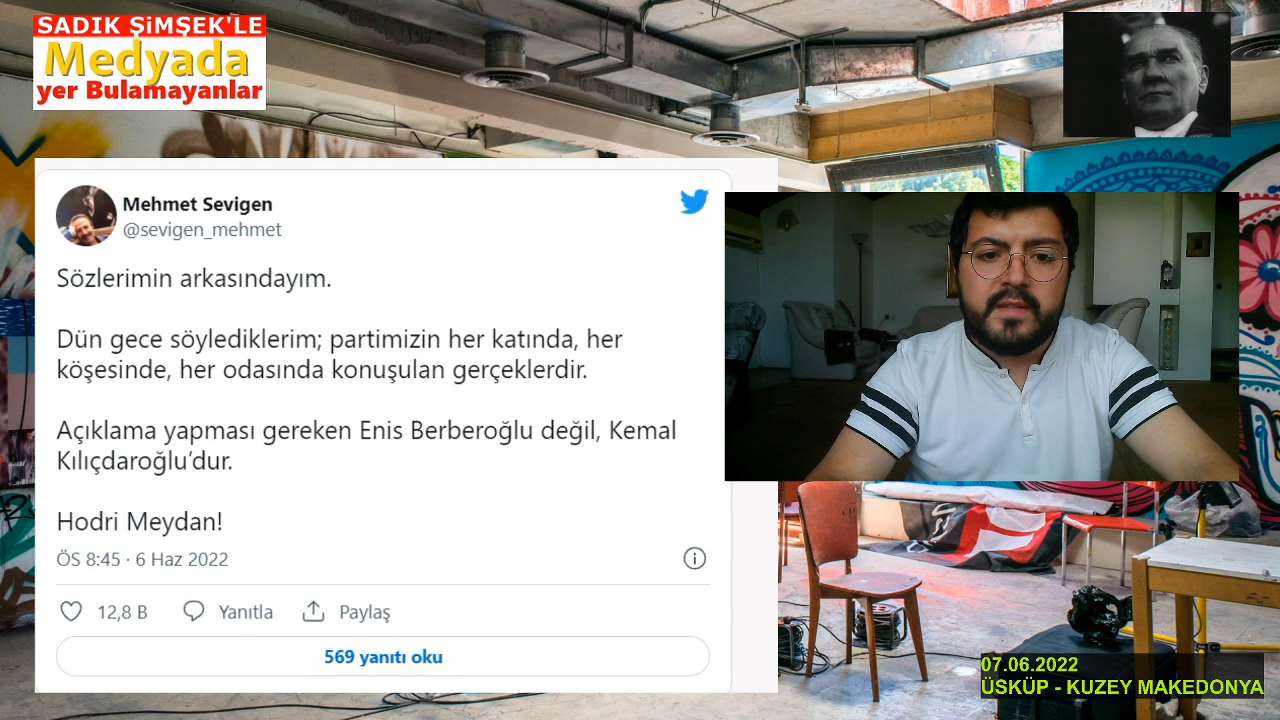 SADIK ŞiMŞEK'LE
Medyada
yer Bulamayanlar
Mehmet Sevigen
@sevigen_mehmet
Sözlerimin arkasındayım.
Dün gece söylediklerim; partimizin her katında, her
köşesinde, her odasında konuşulan gerçeklerdir.
Açıklama yapması gereken Enis Berberoğlu değil, Kemal
Kılıçdaroğlu'dur.
Hodri Meydan!
ÖS 8:45 · 6 Haz 2022
12,8 B Yanıtla Paylaş
569 yanıtı oku
07.06.2022
ÜSKÜP - KUZEY MAKEDONYA